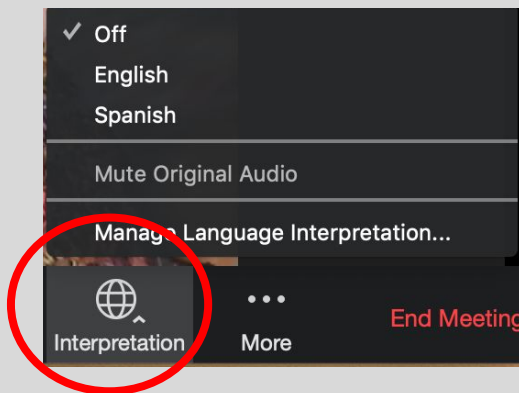 Off
English
Spanish
Mute Original Audio
Manage Language Interpretation...
Interpretation
More
End Meeting